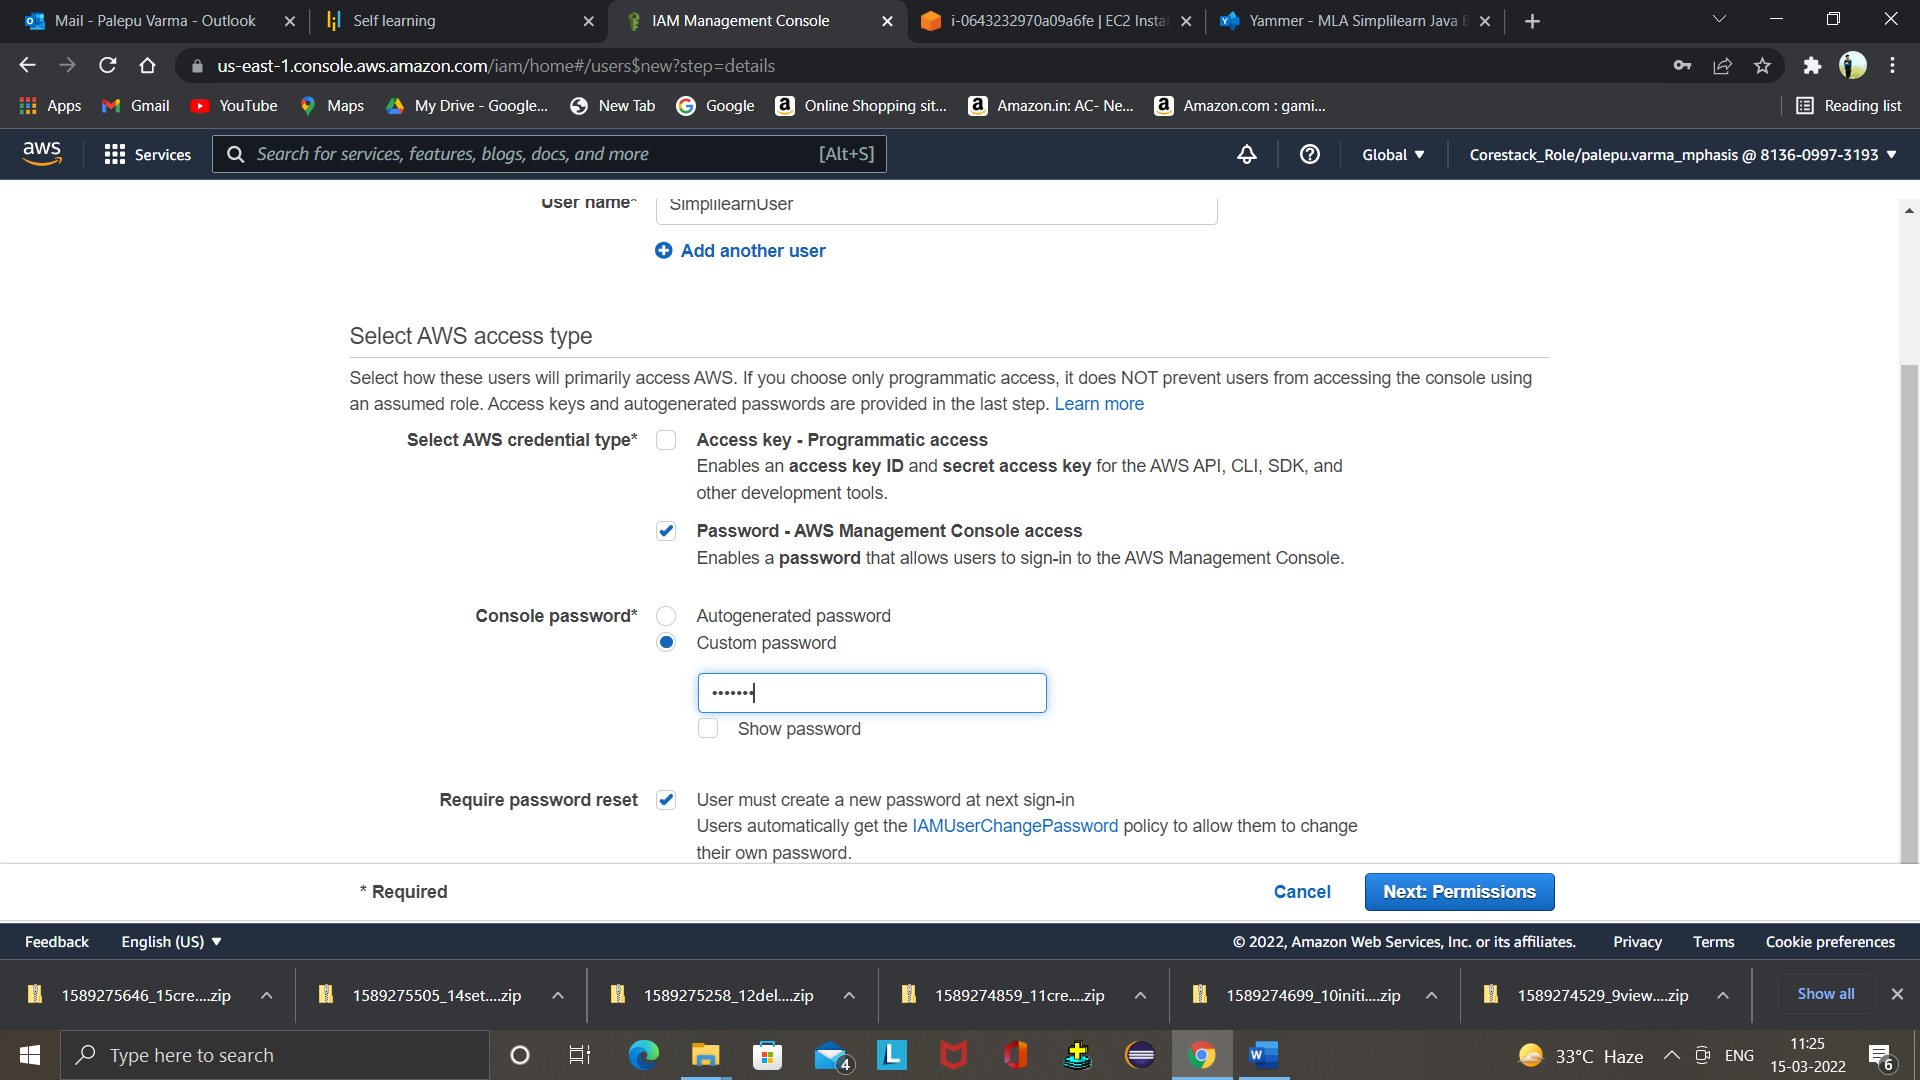 Mail - Palepu Varma - Outlook
Self learning
IAM Management Console
i-0643232970a09a6fe | EC2 Insta
Yammer - MLA Simplilearn Java B
us-east-1.console.aws.amazon.com/iam/home#/users$new?step=details
Apps
Gmail
YouTube
Maps
My Drive - Google...
New Tab
Google
Online Shopping sit...
Amazon.in: AC- Ne...
Amazon.com : gami...
Reading list
aws
Services
Search for services, features, blogs, docs, and more
[Alt+S]
Global
Corestack_Role/palepu.varma_mphasis @ 8136-0997-3193
User name*
SimplilearnUser
Add another user
Select AWS access type
Select how these users will primarily access AWS. If you choose only programmatic access, it does NOT prevent users from accessing the console using
an assumed role. Access keys and autogenerated passwords are provided in the last step. Learn more
Select AWS credential type*
Access key - Programmatic access
Enables an access key ID and secret access key for the AWS API, CLI, SDK, and
other development tools.
Password - AWS Management Console access
Enables a password that allows users to sign-in to the AWS Management Console.
Console password*
Autogenerated password
Custom password
•••••••
Show password
Require password reset
User must create a new password at next sign-in
Users automatically get the IAMUserChangePassword policy to allow them to change
their own password.
* Required
Cancel
Next: Permissions
Feedback
English (US)
© 2022, Amazon Web Services, Inc. or its affiliates.
Privacy
Terms
Cookie preferences
1589275646_15cre....zip
1589275505_14set....zip
1589275258_12del....zip
1589274859_11cre....zip
1589274699_10initi....zip
1589274529_9view....zip
Show all
Type here to search
4
L
W
33°C Haze
ENG
11:25
15-03-2022
6